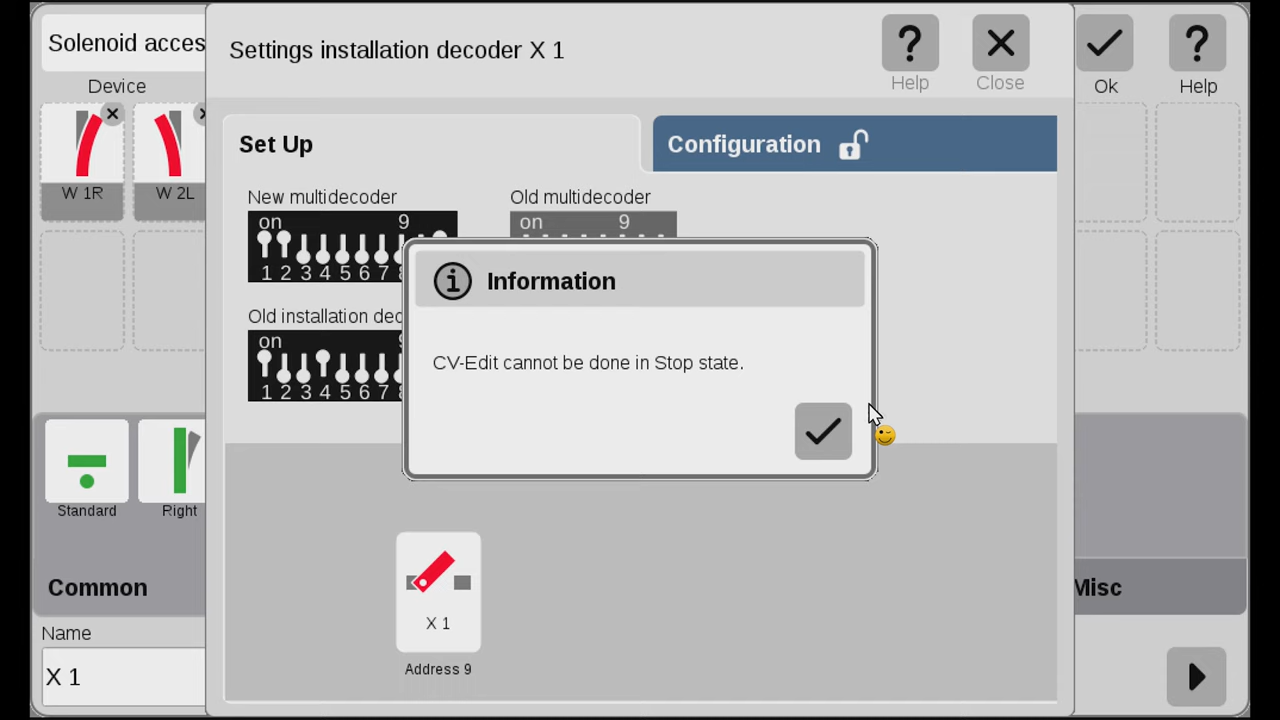 Solenoid acces
Settings installation decoder X 1
Help
Close
Ok
Help
Device
W 1R
W 2L
Set Up
Configuration
New multidecoder
on 9
1 2 3 4 5 6 7 8
Old multidecoder
on 9
Old installation dec
on 9
1 2 3 4 5 6 7 8
Information
CV-Edit cannot be done in Stop state.
Standard
Right
Common
Misc
Name
X 1
X 1
Address 9